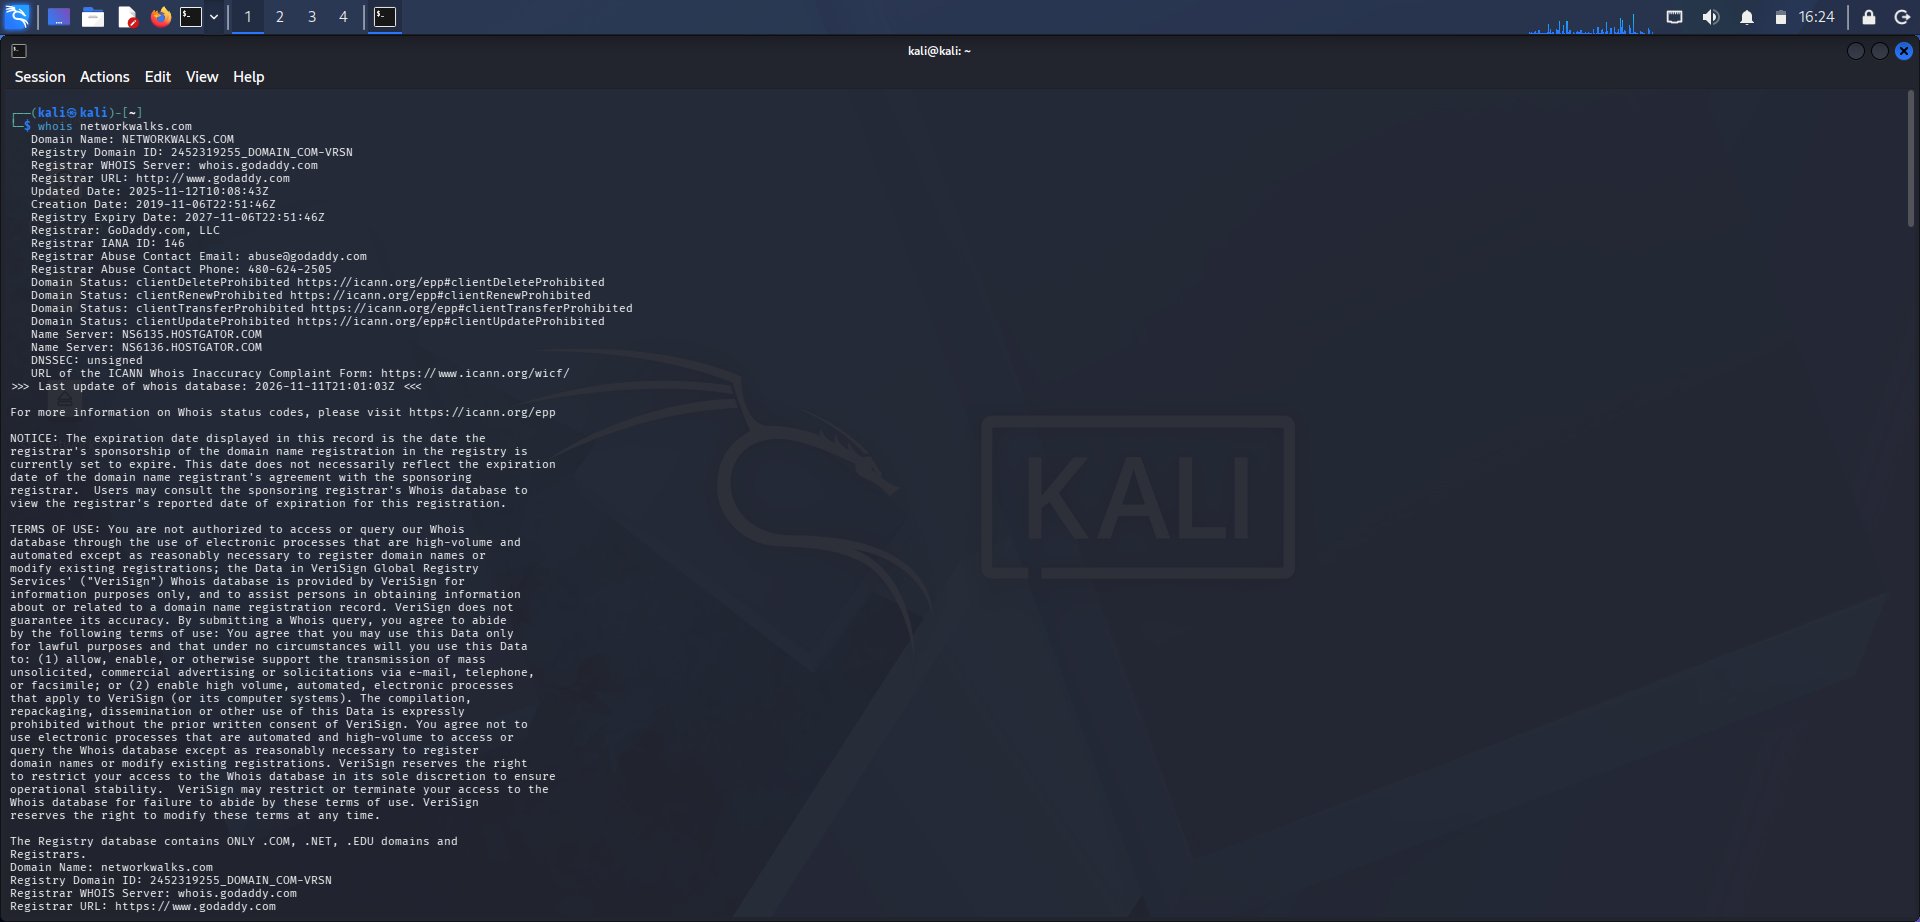 1 2 3 4 16:24
kali@kali: ~
Session Actions Edit View Help
┌──(kali㉿kali)-[~]
└─$ whois networkwalks.com
   Domain Name: NETWORKWALKS.COM
   Registry Domain ID: 2452319255_DOMAIN_COM-VRSN
   Registrar WHOIS Server: whois.godaddy.com
   Registrar URL: http://www.godaddy.com
   Updated Date: 2025-11-12T10:08:43Z
   Creation Date: 2019-11-06T22:51:46Z
   Registry Expiry Date: 2027-11-06T22:51:46Z
   Registrar: GoDaddy.com, LLC
   Registrar IANA ID: 146
   Registrar Abuse Contact Email: abuse@godaddy.com
   Registrar Abuse Contact Phone: 480-624-2505
   Domain Status: clientDeleteProhibited https://icann.org/epp#clientDeleteProhibited
   Domain Status: clientRenewProhibited https://icann.org/epp#clientRenewProhibited
   Domain Status: clientTransferProhibited https://icann.org/epp#clientTransferProhibited
   Domain Status: clientUpdateProhibited https://icann.org/epp#clientUpdateProhibited
   Name Server: NS6135.HOSTGATOR.COM
   Name Server: NS6136.HOSTGATOR.COM
   DNSSEC: unsigned
   URL of the ICANN Whois Inaccuracy Complaint Form: https://www.icann.org/wicf/
>>> Last update of whois database: 2026-11-11T21:01:03Z <<<

For more information on Whois status codes, please visit https://icann.org/epp

NOTICE: The expiration date displayed in this record is the date the
registrar's sponsorship of the domain name registration in the registry is
currently set to expire. This date does not necessarily reflect the expiration
date of the domain name registrant's agreement with the sponsoring
registrar.  Users may consult the sponsoring registrar's Whois database to
view the registrar's reported date of expiration for this registration.

TERMS OF USE: You are not authorized to access or query our Whois
database through the use of electronic processes that are high-volume and
automated except as reasonably necessary to register domain names or
modify existing registrations; the Data in VeriSign Global Registry
Services' ("VeriSign") Whois database is provided by VeriSign for
information purposes only, and to assist persons in obtaining information
about or related to a domain name registration record. VeriSign does not
guarantee its accuracy. By submitting a Whois query, you agree to abide
by the following terms of use: You agree that you may use this Data only
for lawful purposes and that under no circumstances will you use this Data
to: (1) allow, enable, or otherwise support the transmission of mass
unsolicited, commercial advertising or solicitations via e-mail, telephone,
or facsimile; or (2) enable high volume, automated, electronic processes
that apply to VeriSign (or its computer systems). The compilation,
repackaging, dissemination or other use of this Data is expressly
prohibited without the prior written consent of VeriSign. You agree not to
use electronic processes that are automated and high-volume to access or
query the Whois database except as reasonably necessary to register
domain names or modify existing registrations. VeriSign reserves the right
to restrict your access to the Whois database in its sole discretion to ensure
operational stability.  VeriSign may restrict or terminate your access to the
Whois database for failure to abide by these terms of use. VeriSign
reserves the right to modify these terms at any time.

The Registry database contains ONLY .COM, .NET, .EDU domains and
Registrars.
Domain Name: networkwalks.com
Registry Domain ID: 2452319255_DOMAIN_COM-VRSN
Registrar WHOIS Server: whois.godaddy.com
Registrar URL: https://www.godaddy.com
KALI